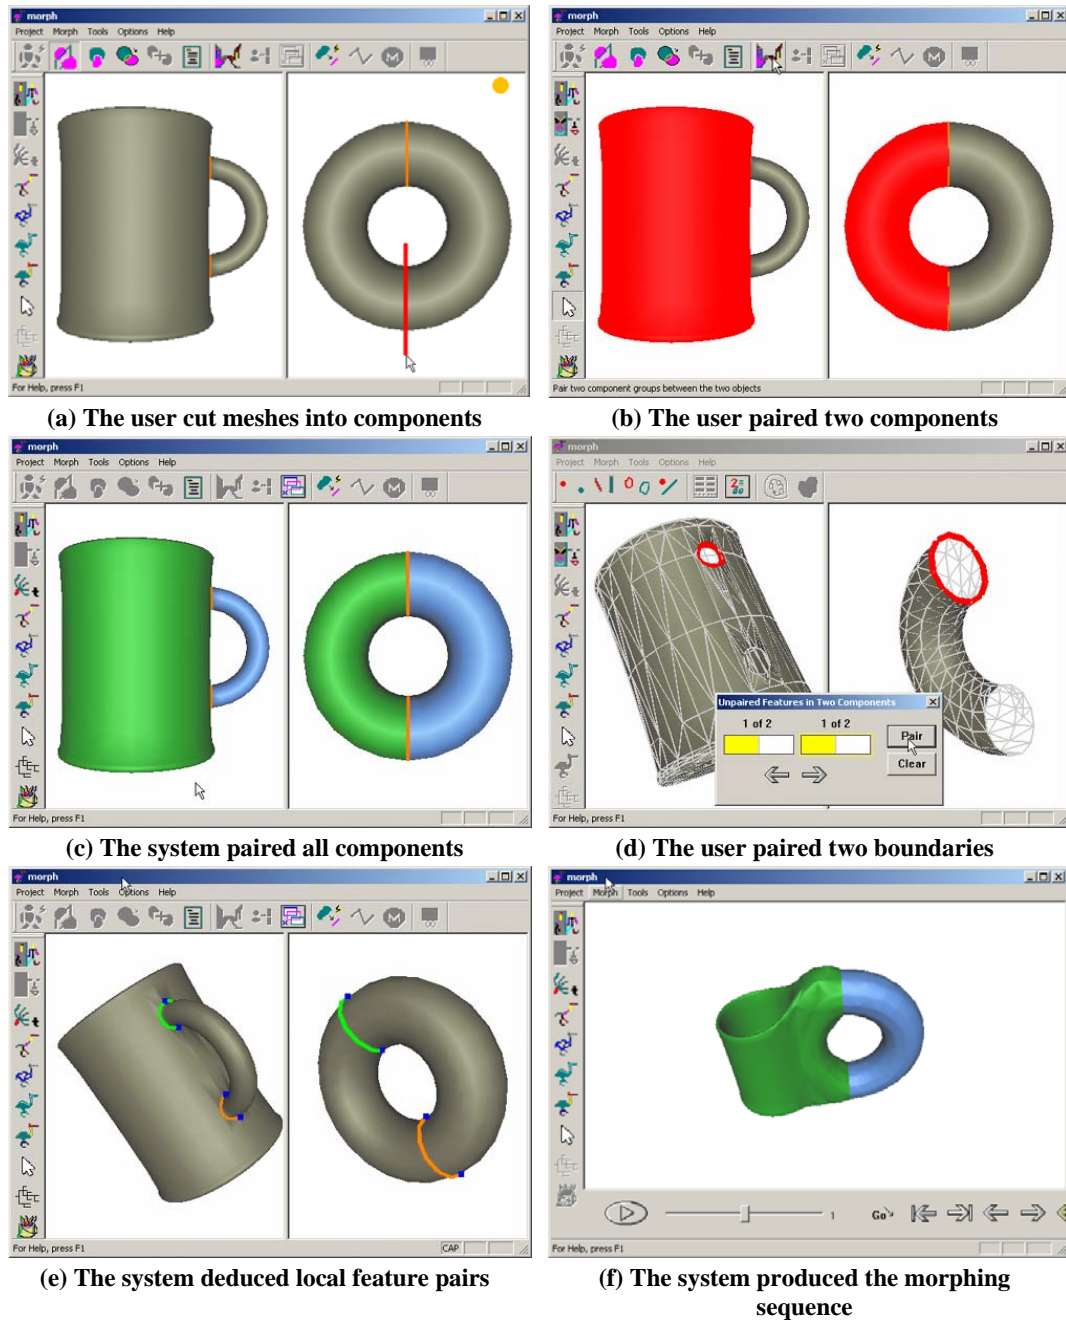 morph
morph
Project Morph Tools Options Help
Project Morph Tools Options Help
For Help, press F1
Pair two component groups between the two objects
(a) The user cut meshes into components
(b) The user paired two components
morph
morph
Project Morph Tools Options Help
Project Morph Tools Options Help
Unpaired Features in Two Components
1 of 2
1 of 2
Pair
Clear
For Help, press F1
For Help, press F1
(c) The system paired all components
(d) The user paired two boundaries
morph
morph
Project Morph Tools Options Help
Project Morph Tools Options Help
1
Go
For Help, press F1
CAP
For Help, press F1
(e) The system deduced local feature pairs
(f) The system produced the morphing
sequence